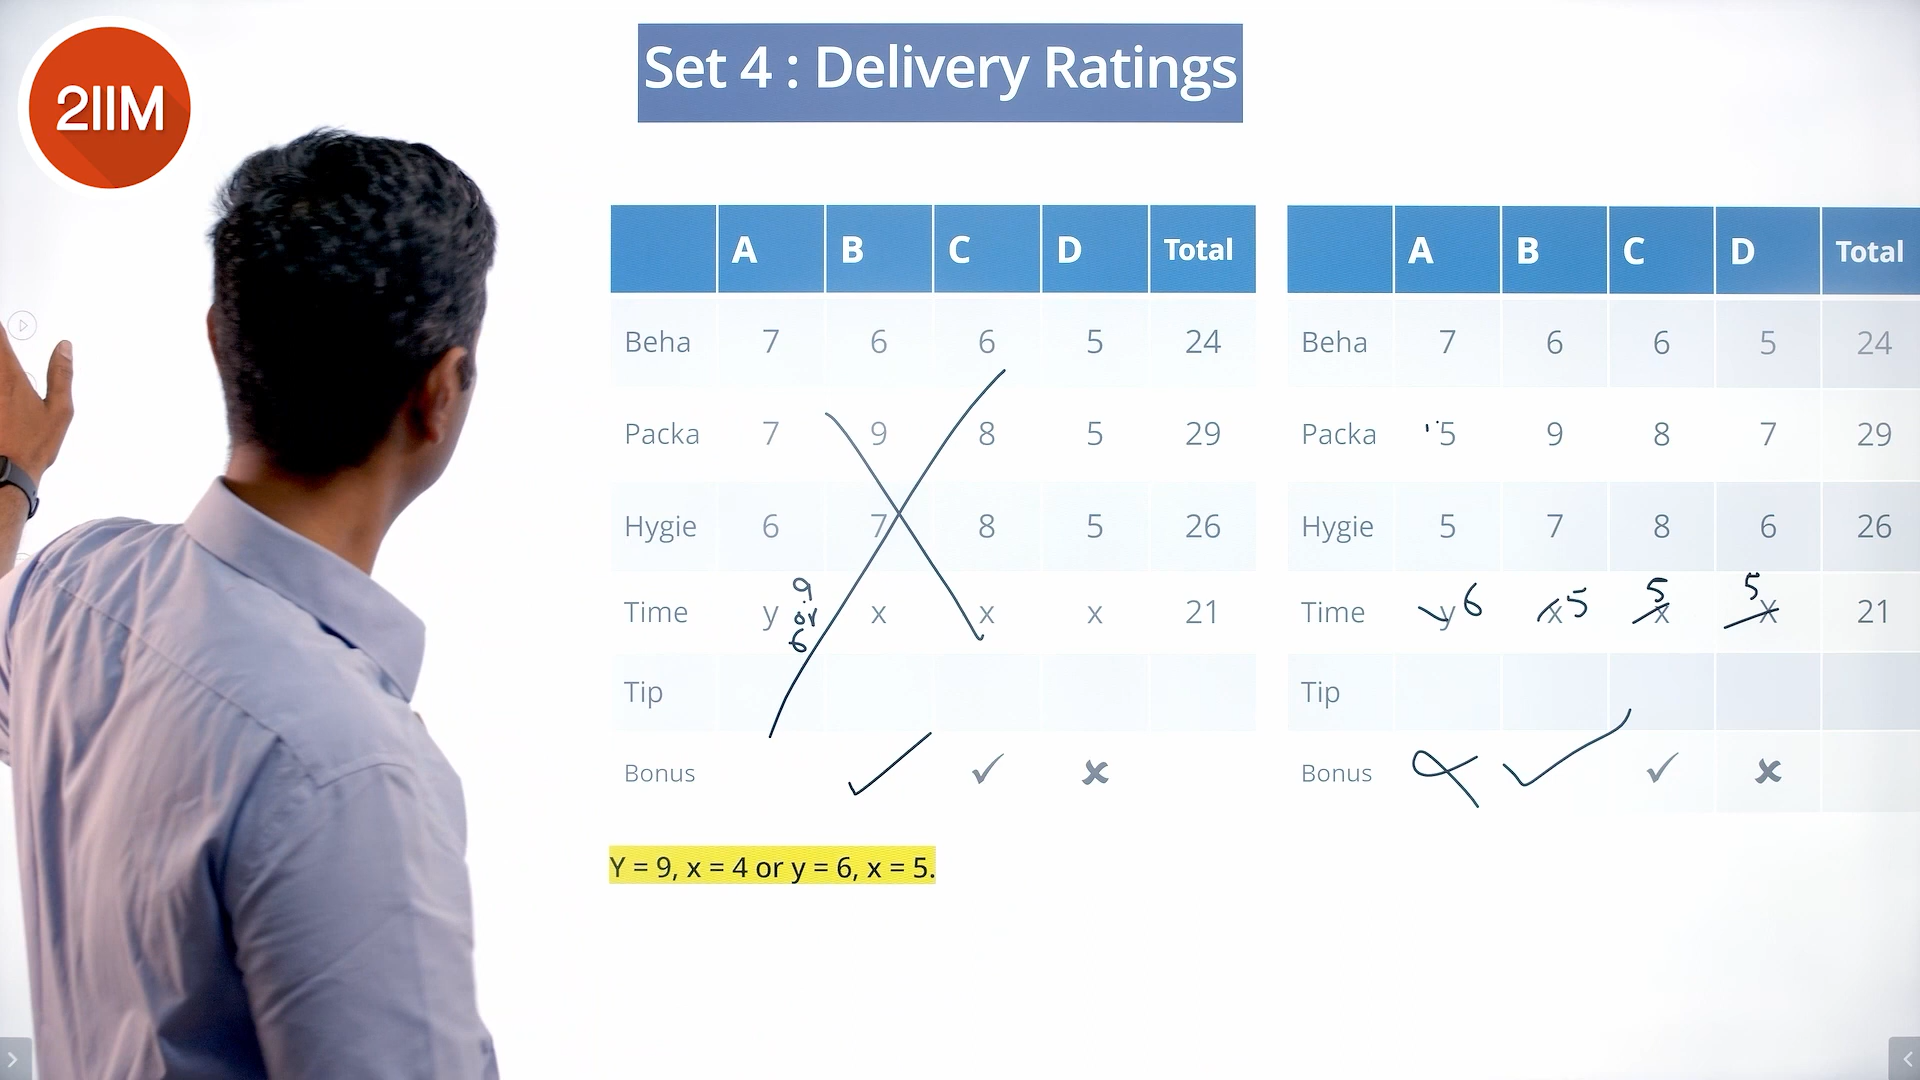 2IIM
Set 4 : Delivery Ratings
A B C D Total
Beha 7 6 6 5 24
Packa 7 9 8 5 29
Hygie 6 7 8 5 26
Time y 9 or 6 x x x 21
Tip
Bonus ✓ ✓ ✗
A B C D Total
Beha 7 6 6 5 24
Packa 5 9 8 7 29
Hygie 5 7 8 6 26
Time y 6 x 5 x 5 x 5 21
Tip
Bonus ✗ ✓ ✓ ✗
Y = 9, x = 4 or y = 6, x = 5.